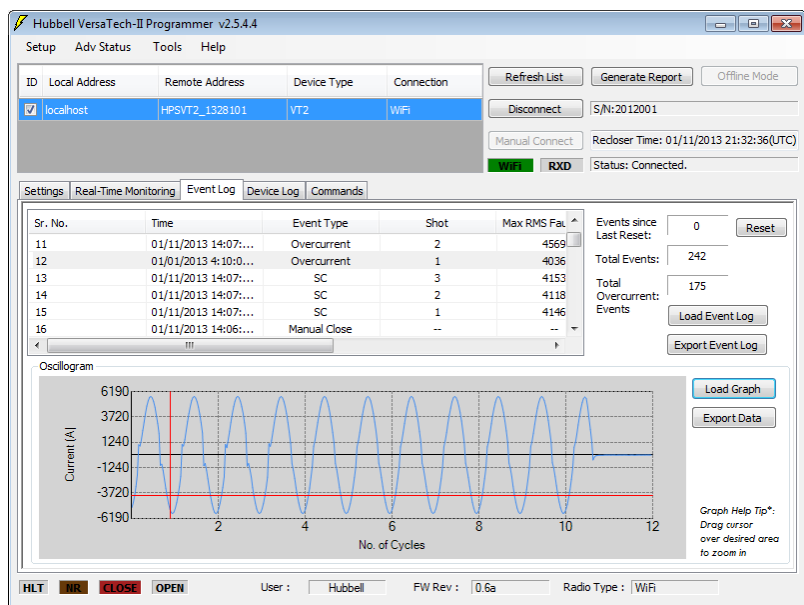 Hubbell VersaTech-II Programmer v2.5.4.4
Setup Adv Status Tools Help
ID Local Address Remote Address Device Type Connection
localhost HPSVT2_1328101 VT2 WiFi
Refresh List Generate Report Offline Mode
Disconnect S/N:2012001
Manual Connect Recloser Time: 01/11/2013 21:32:36(UTC)
WiFi RXD Status: Connected.
Settings Real-Time Monitoring Event Log Device Log Commands
Sr. No. Time Event Type Shot Max RMS Fau
11 01/11/2013 14:07:... Overcurrent 2 4569
12 01/01/2013 4:10:0... Overcurrent 1 4036
13 01/11/2013 14:07:... SC 3 4153
14 01/11/2013 14:07:... SC 2 4118
15 01/11/2013 14:07:... SC 1 4146
16 01/11/2013 14:06:... Manual Close -- --
Events since
Last Reset:
0 Reset
Total Events: 242
Total
Overcurrent:
Events
175
Load Event Log
Export Event Log
Oscillogram
Current [A]
6190
3720
1240
-1240
-3720
-6190
2 4 6 8 10 12
No. of Cycles
Load Graph
Export Data
Graph Help Tip*:
Drag cursor
over desired area
to zoom in
HLT NR CLOSE OPEN User : Hubbell FW Rev : 0.6a Radio Type : WiFi